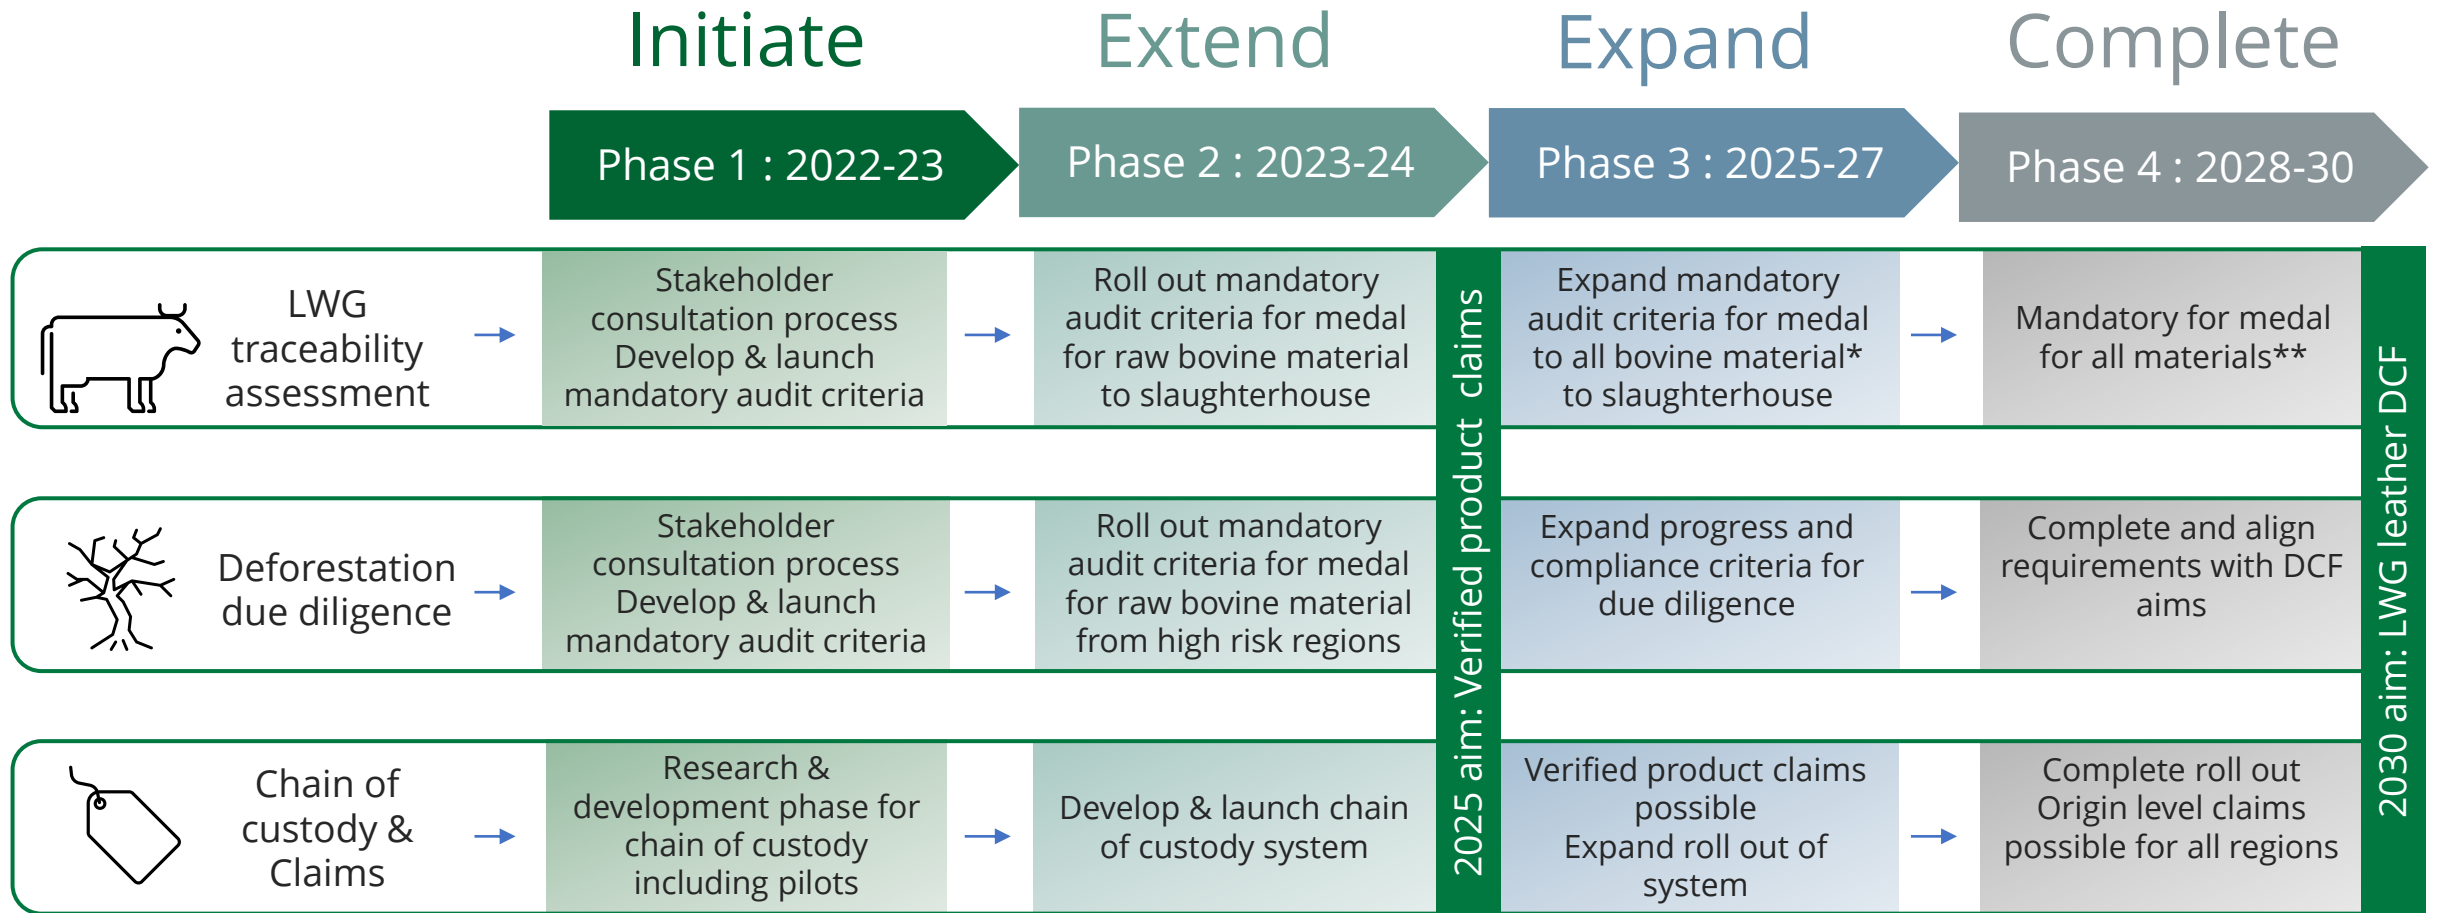 Initiate
Extend
Expand
Complete
Phase 1 : 2022-23
Phase 2 : 2023-24
Phase 3 : 2025-27
Phase 4 : 2028-30
LWG
traceability
assessment
Stakeholder
consultation process
Develop & launch
mandatory audit criteria
Roll out mandatory
audit criteria for medal
for raw bovine material
to slaughterhouse
Expand mandatory
audit criteria for medal
to all bovine material*
to slaughterhouse
Mandatory for medal
for all materials**
Deforestation
due diligence
Stakeholder
consultation process
Develop & launch
mandatory audit criteria
Roll out mandatory
audit criteria for medal
for raw bovine material
from high risk regions
Expand progress and
compliance criteria for
due diligence
Complete and align
requirements with DCF
aims
Chain of
custody &
Claims
Research &
development phase for
chain of custody
including pilots
Develop & launch chain
of custody system
Verified product claims
possible
Expand roll out of
system
Complete roll out
Origin level claims
possible for all regions
2025 aim: Verified product claims
2030 aim: LWG leather DCF